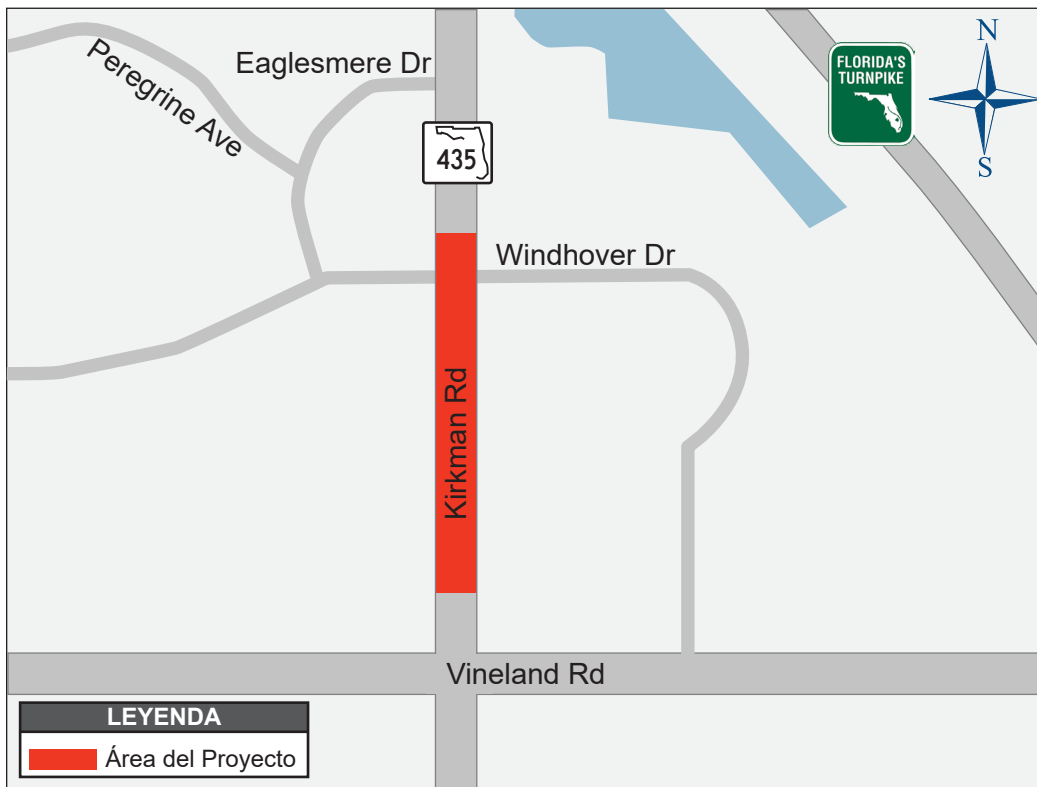 Peregrine Ave
Eaglesmere Dr
FLORIDA'S
TURNPIKE
N
S
435
Windhover Dr
Kirkman Rd
Vineland Rd
LEYENDA
Área del Proyecto